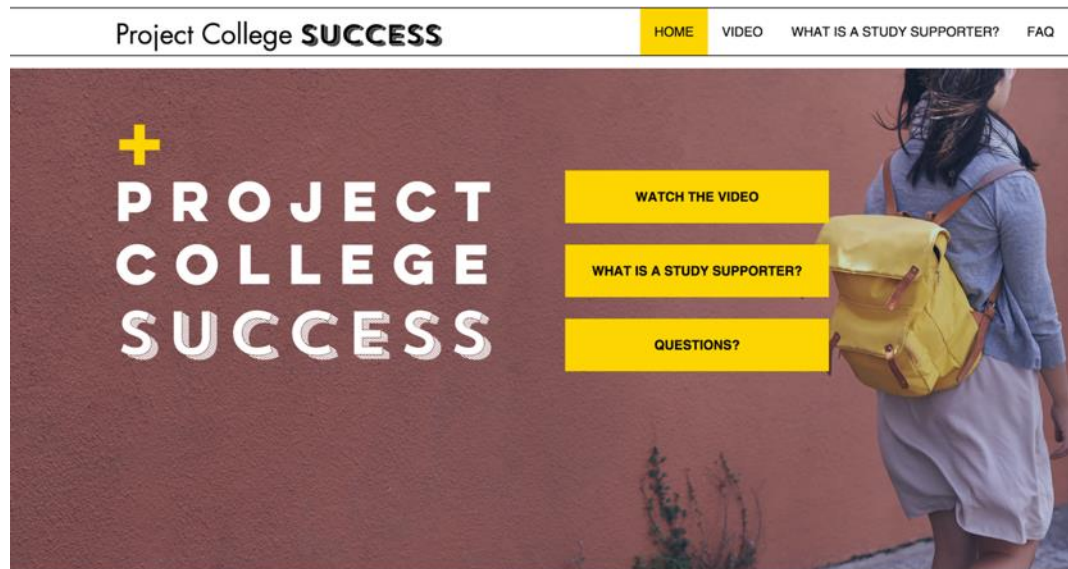 Project College SUCCESS
HOME VIDEO WHAT IS A STUDY SUPPORTER? FAQ
+
PROJECT
COLLEGE
SUCCESS
WATCH THE VIDEO
WHAT IS A STUDY SUPPORTER?
QUESTIONS?